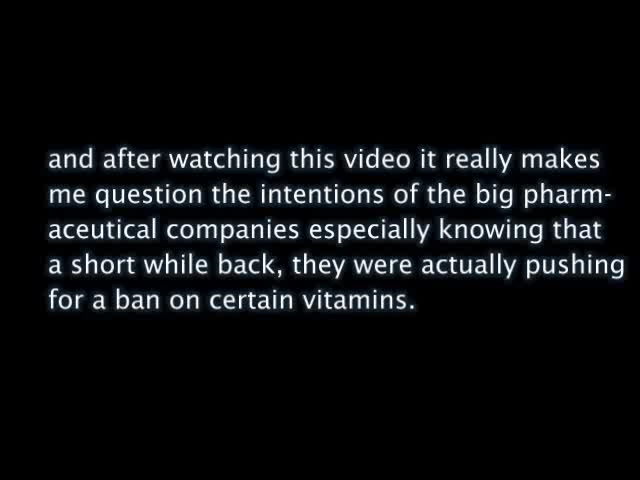 and after watching this video it really makes
me question the intentions of the big pharm-
aceutical companies especially knowing that
a short while back, they were actually pushing
for a ban on certain vitamins.